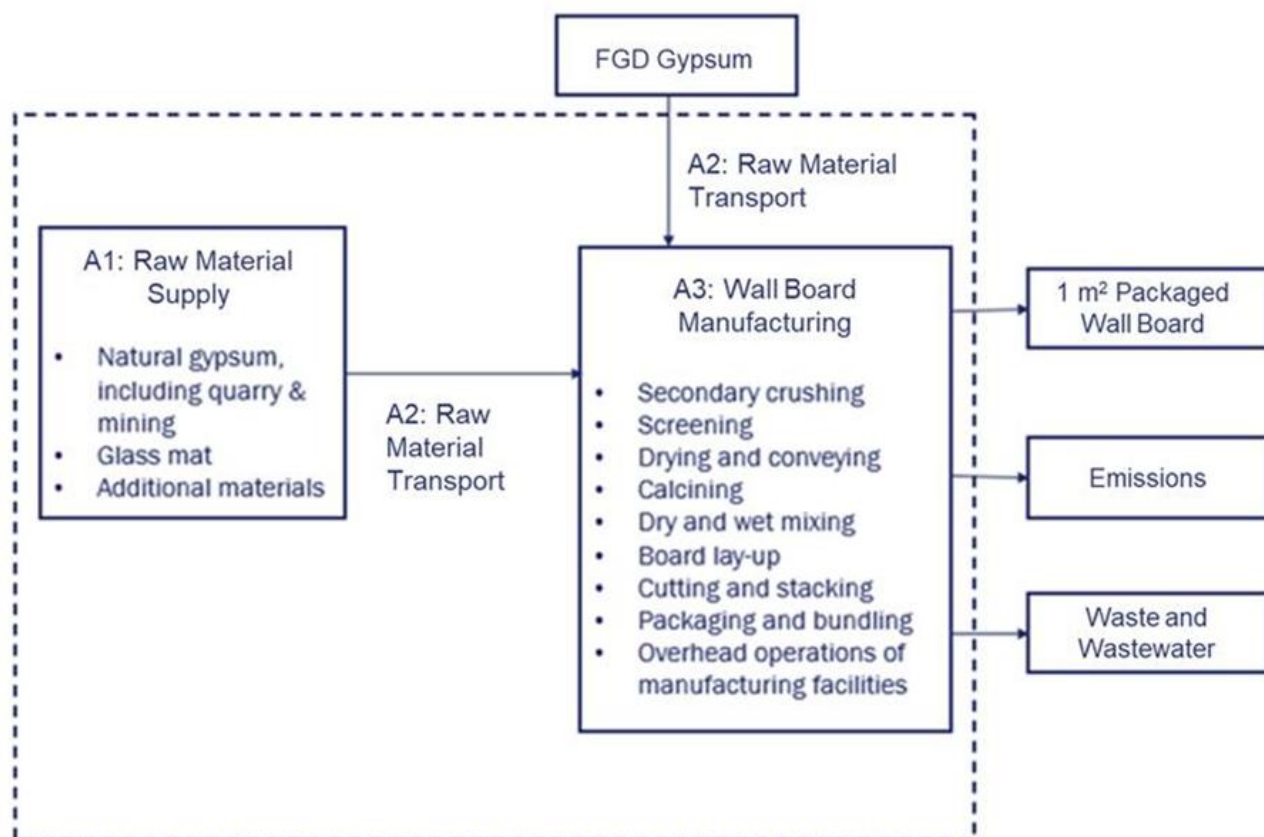 FGD Gypsum
A2: Raw Material
Transport
A1: Raw Material
Supply
• Natural gypsum,
including quarry &
mining
• Glass mat
• Additional materials
A2: Raw
Material
Transport
A3: Wall Board
Manufacturing
• Secondary crushing
• Screening
• Drying and conveying
• Calcining
• Dry and wet mixing
• Board lay-up
• Cutting and stacking
• Packaging and bundling
• Overhead operations of
manufacturing facilities
1 m² Packaged
Wall Board
Emissions
Waste and
Wastewater